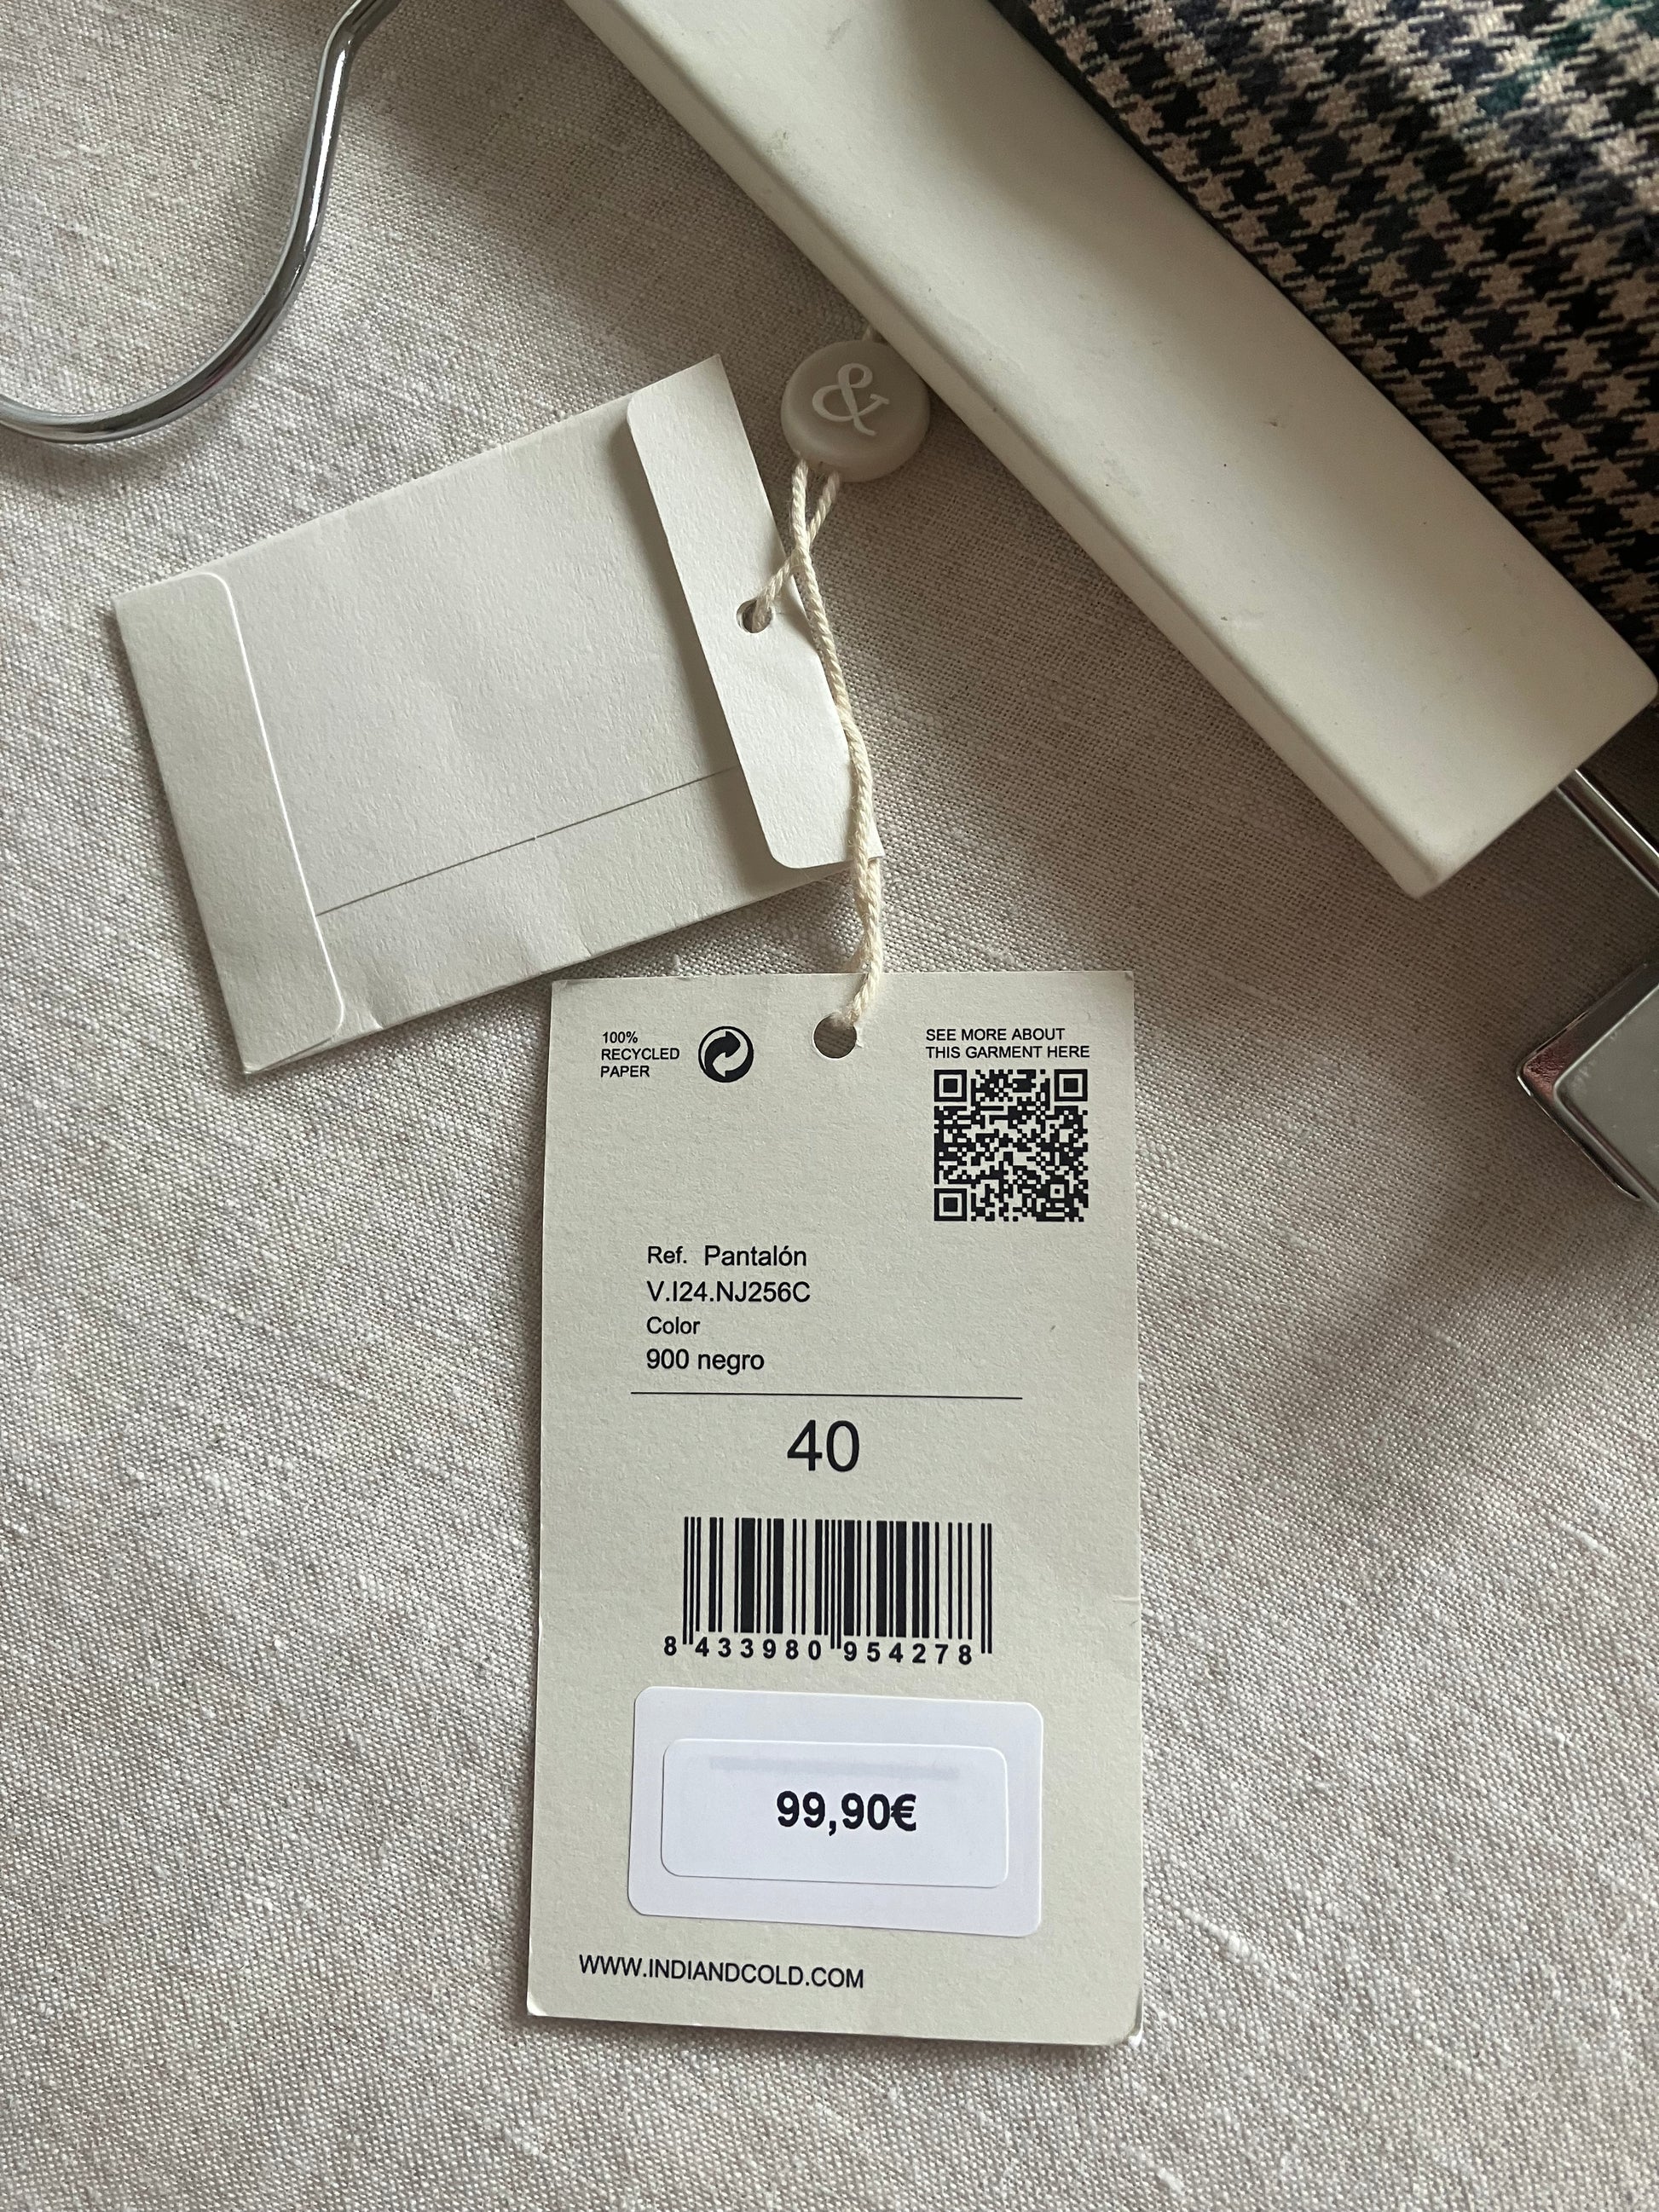 &
100%
RECYCLED
PAPER
SEE MORE ABOUT
THIS GARMENT HERE
Ref. Pantalón
V.I24.NJ256C
Color
900 negro
40
8 433980 954278
99,90€
WWW.INDIANDCOLD.COM